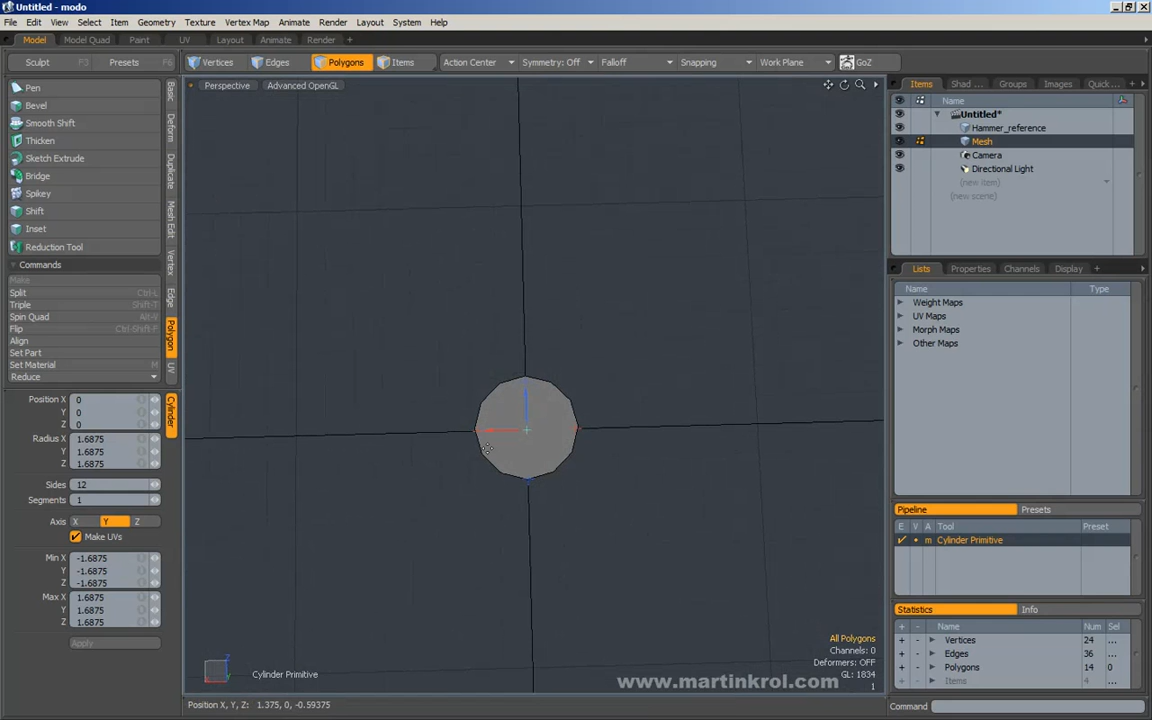 Untitled - modo
File Edit View Select Item Geometry Texture Vertex Map Animate Render Layout System Help
Model Model Quad Paint UV Layout Animate Render +
Sculpt F3 Presets F6 Vertices Edges Polygons Items Action Center Symmetry: Off Falloff Snapping Work Plane GoZ
Perspective Advanced OpenGL
Items Shad ... Groups Images Quick ... +
Name
Untitled*
Hammer_reference
Mesh
Camera
Directional Light
(new item)
(new scene)
Pen
Bevel
Smooth Shift
Thicken
Sketch Extrude
Bridge
Spikey
Shift
Inset
Reduction Tool
Commands
Make
Split Ctrl-L
Triple Shift-T
Spin Quad Alt-V
Flip Ctrl-Shift-F
Align
Set Part
Set Material M
Reduce
Basic
Deform
Duplicate
Mesh Edit
Vertex
Edge
Polygon
UV
Cylinder
Position X 0
Y 0
Z 0
Radius X 1.6875
Y 1.6875
Z 1.6875
Sides 12
Segments 1
Axis X Y Z
Make UVs
Min X -1.6875
Y -1.6875
Z -1.6875
Max X 1.6875
Y 1.6875
Z 1.6875
Apply
Lists Properties Channels Display +
Name Type
Weight Maps
UV Maps
Morph Maps
Other Maps
Pipeline Presets
E V A Tool Preset
m Cylinder Primitive
Statistics Info
+ - Name Num Sel
+ - Vertices 24 ...
+ - Edges 36 ...
+ - Polygons 14 0
+ - Items 4 ...
All Polygons
Channels: 0
Deformers: OFF
GL: 1834
1
www.martinkrol.com
Cylinder Primitive
Position X, Y, Z: 1.375, 0, -0.59375
Command